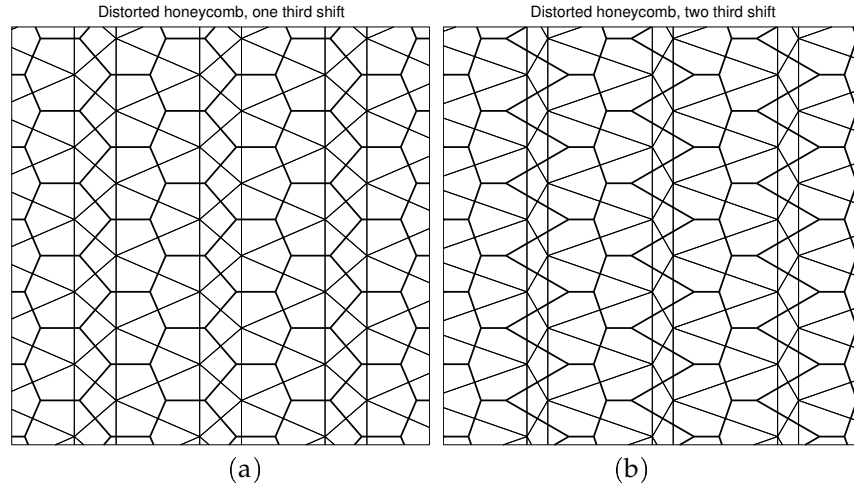 Distorted honeycomb, one third shift
Distorted honeycomb, two third shift
(a)
(b)